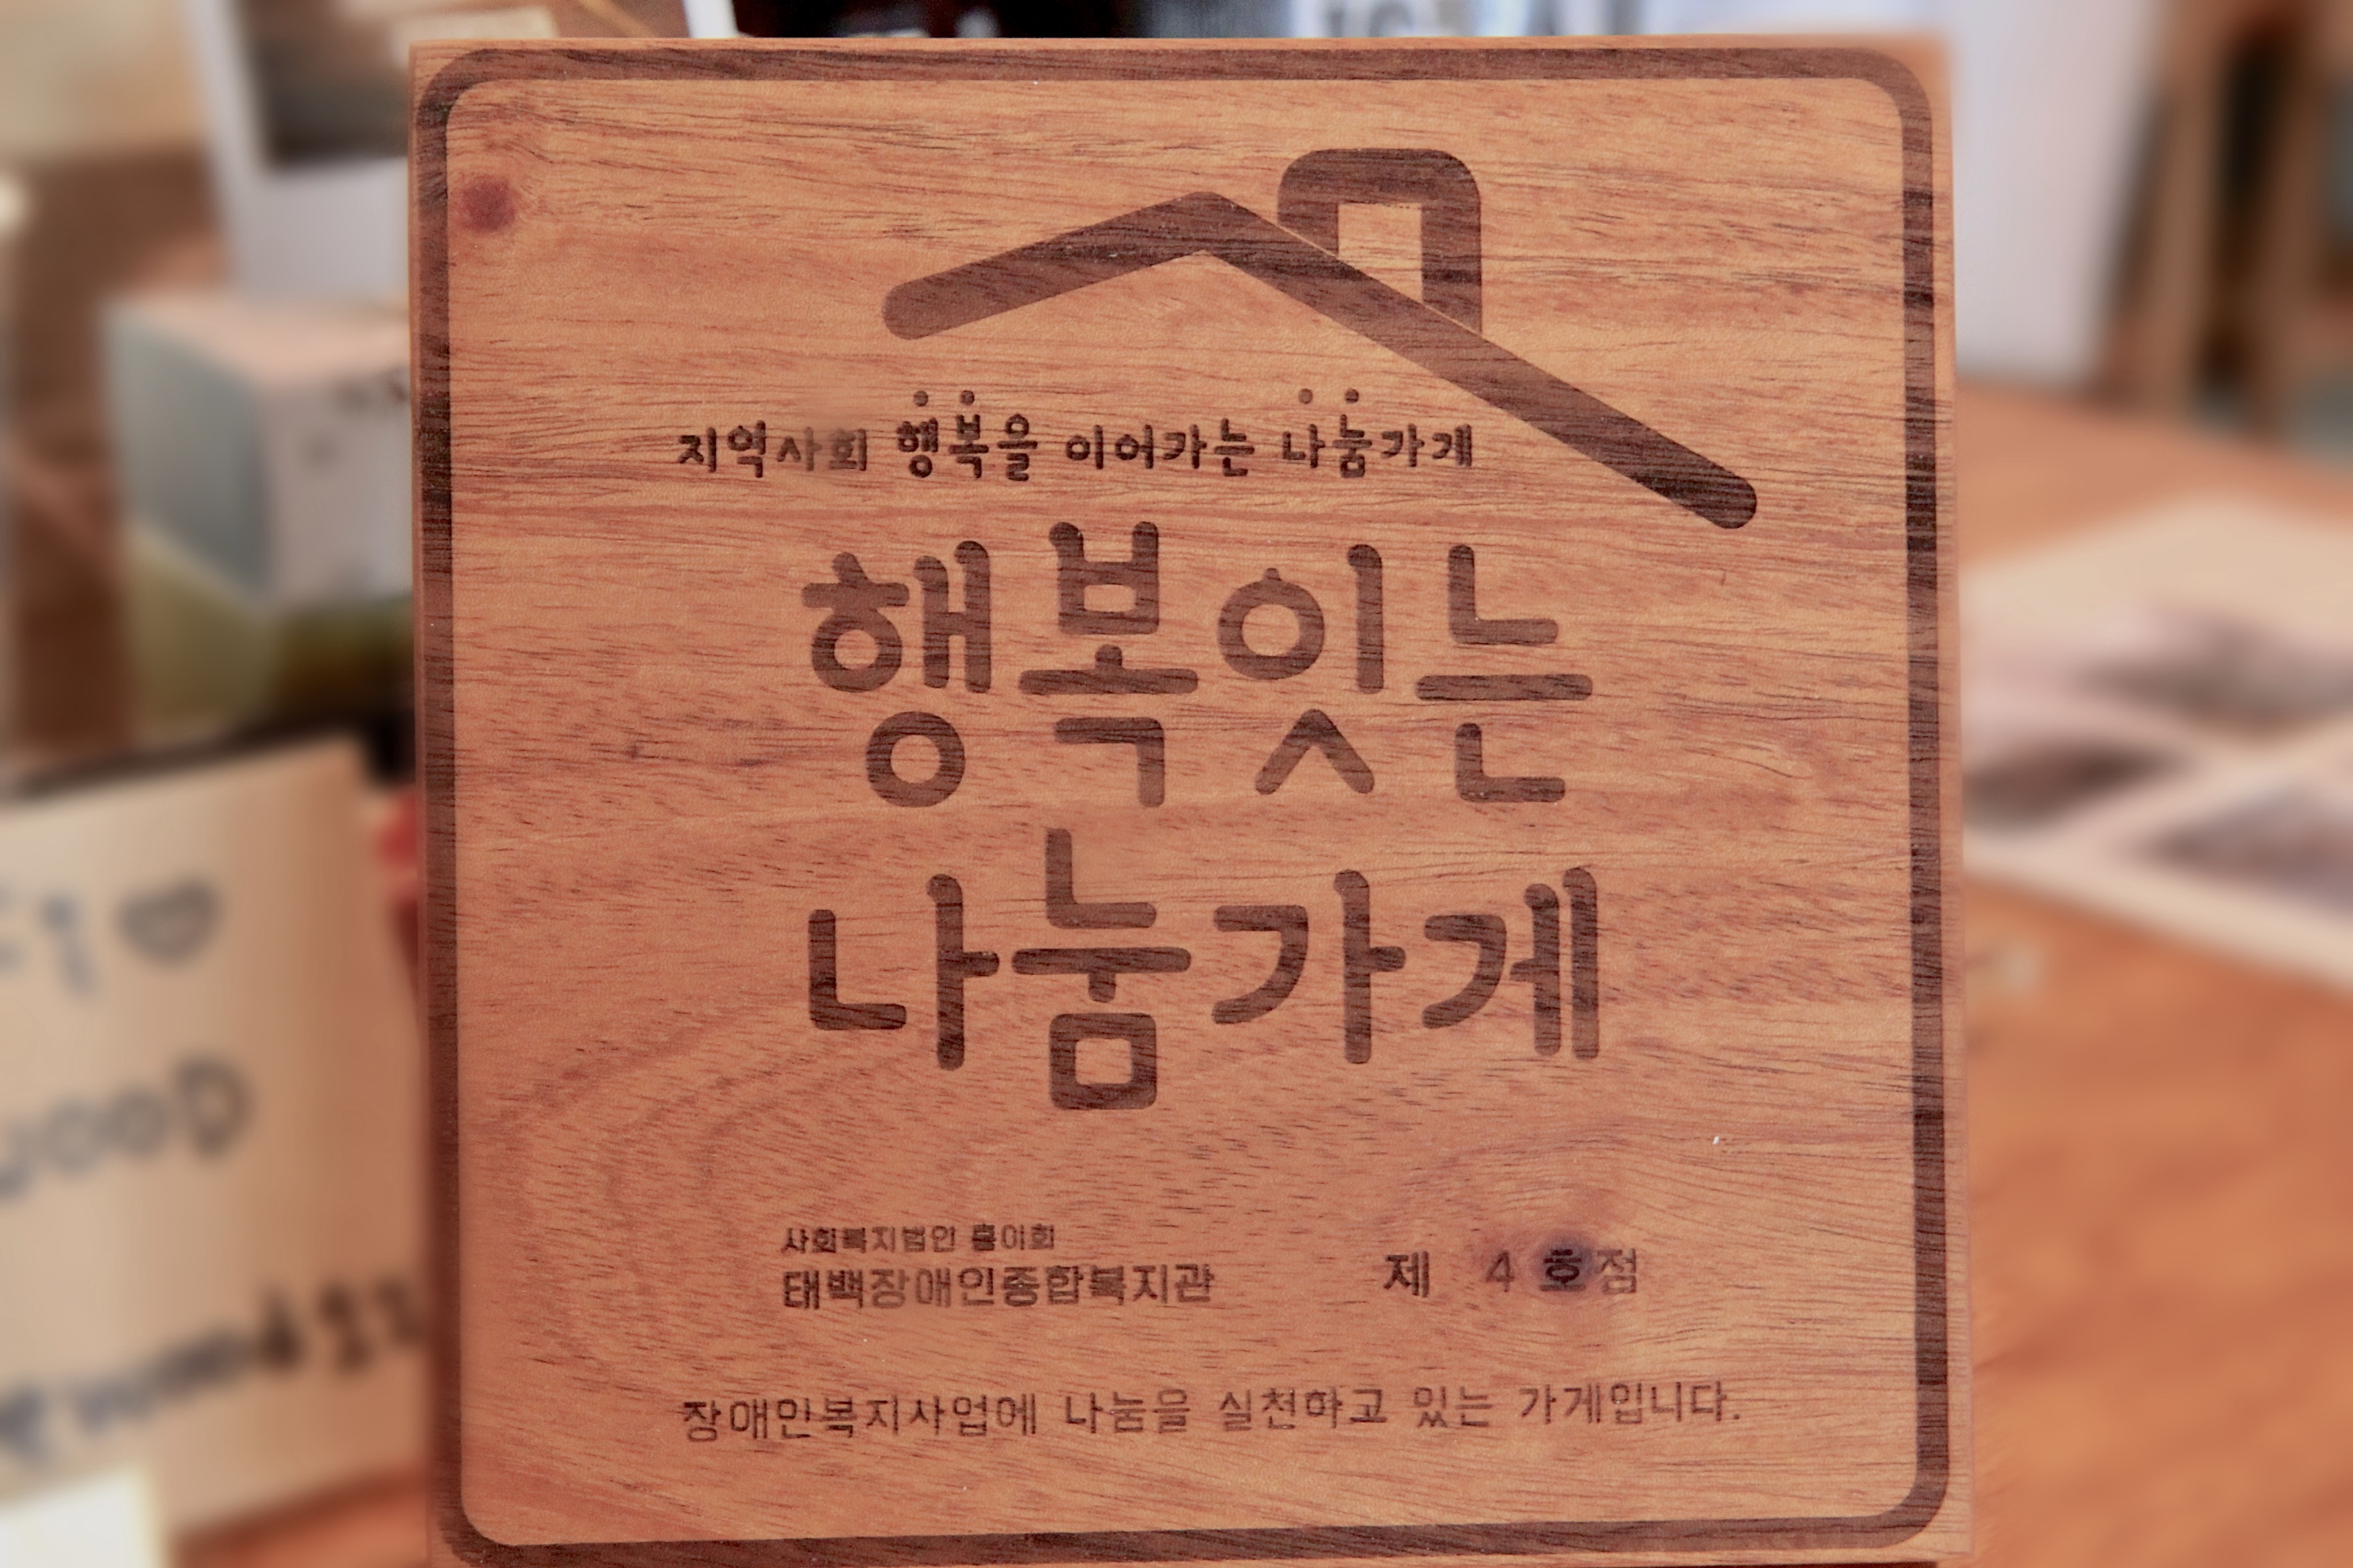 지역사회 행복을 이어가는 나눔가게
행복잇는
나눔가게
사회복지법인
태백장애인종합복지관
제 4 호점
장애인복지사업에 나눔을 실천하고 있는 가게입니다.